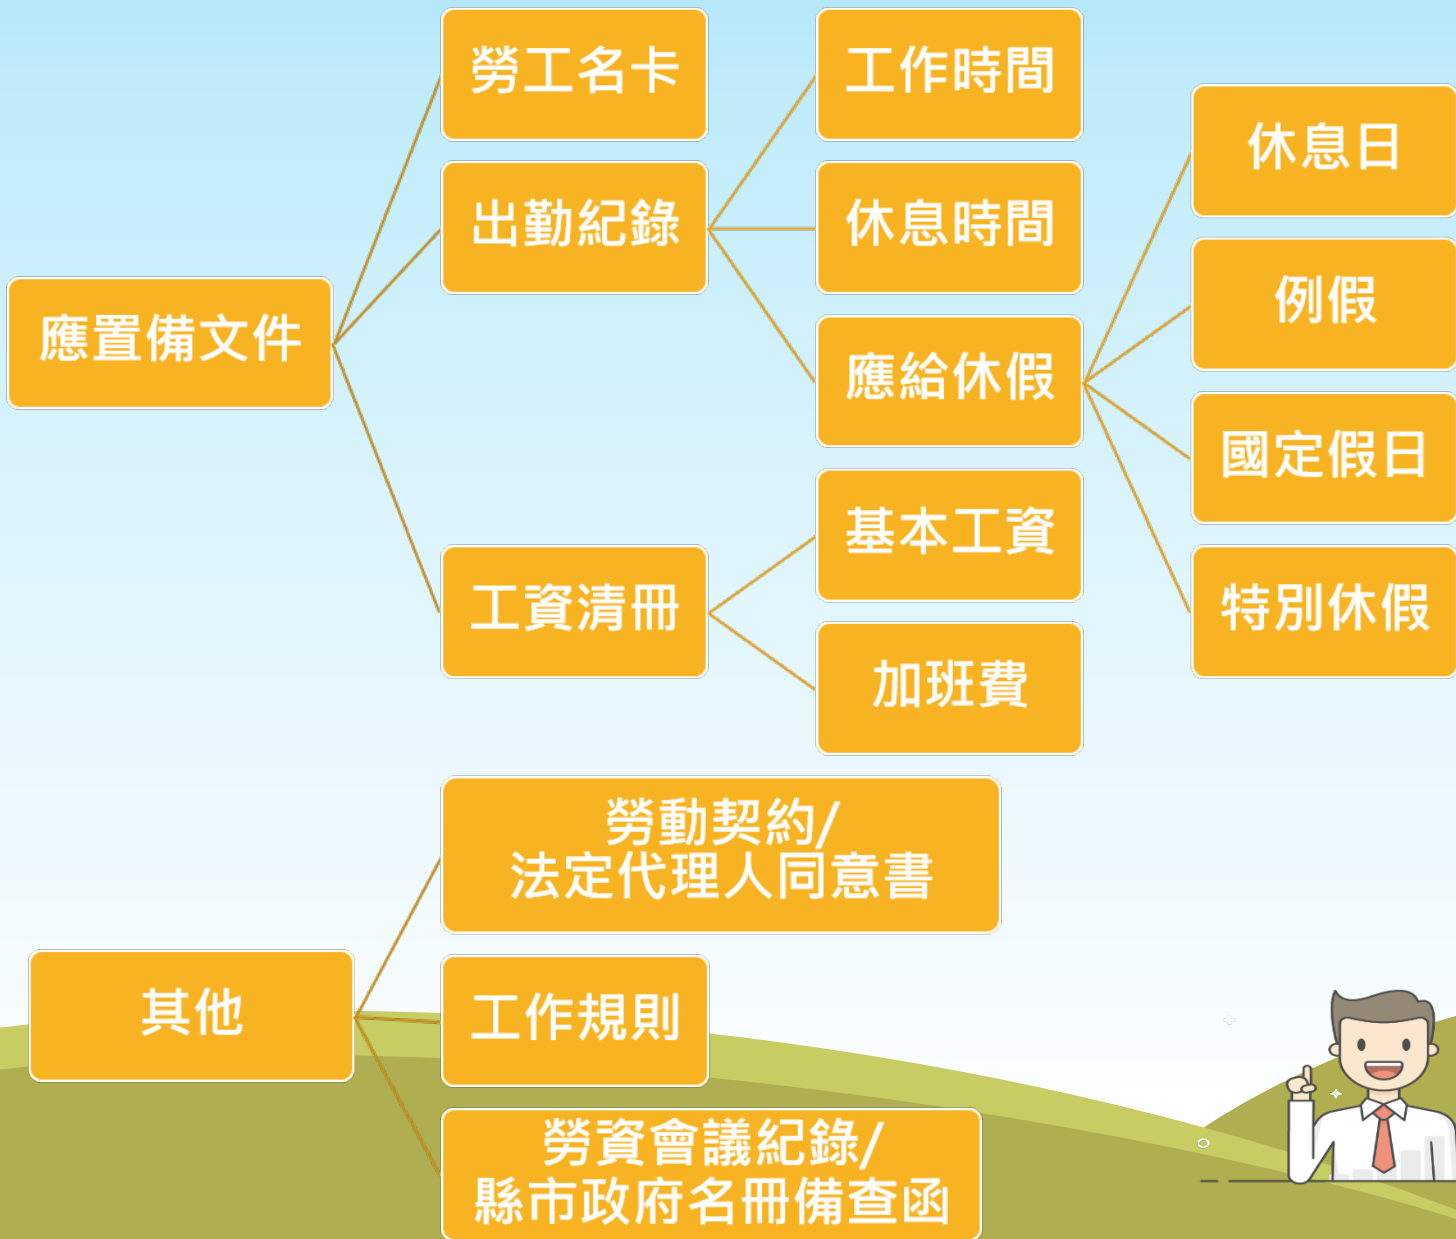 應置備文件
勞工名卡
出勤紀錄
工作時間
休息時間
應給休假
休息日
例假
國定假日
特別休假
工資清冊
基本工資
加班費
其他
勞動契約/
法定代理人同意書
工作規則
勞資會議紀錄/
縣市政府名冊備查函